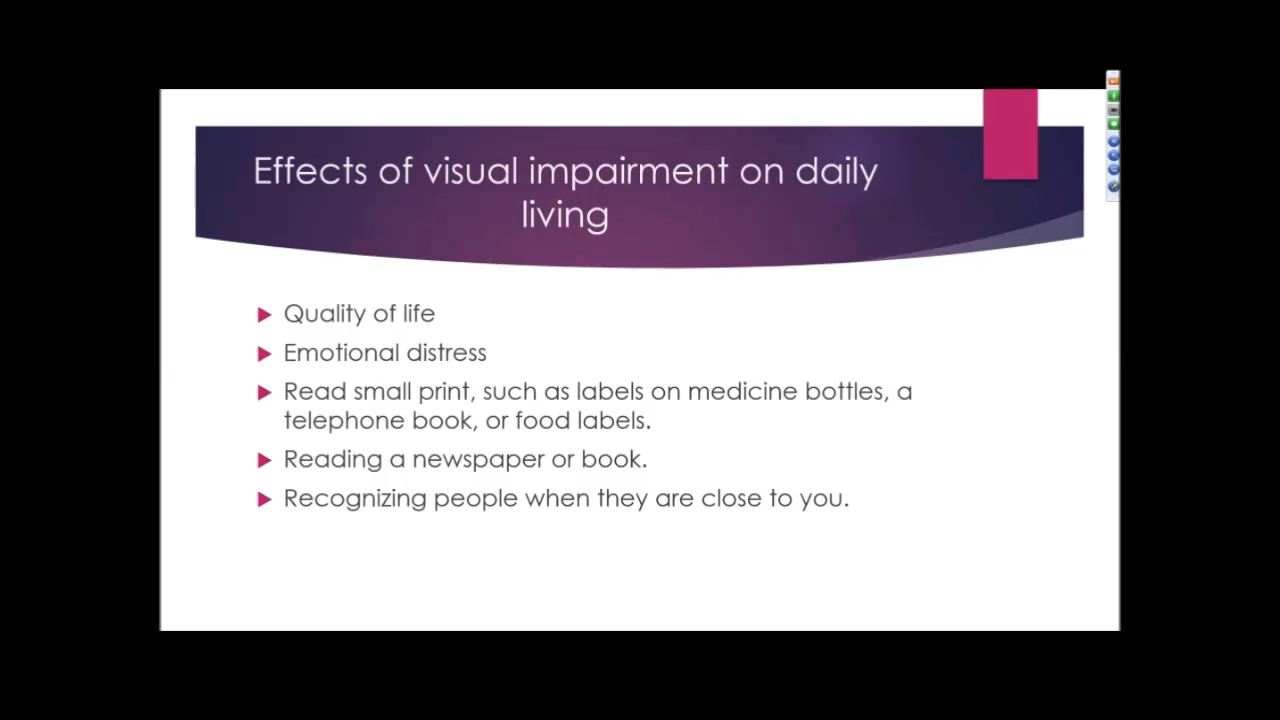 Effects of visual impairment on daily
living
Quality of life
Emotional distress
Read small print, such as labels on medicine bottles, a
telephone book, or food labels.
Reading a newspaper or book.
Recognizing people when they are close to you.